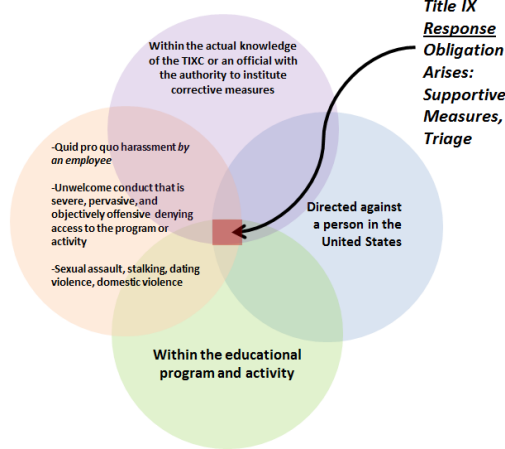 Title IX
Response
Obligation
Arises:
Supportive
Measures,
Triage
Within the actual knowledge
of the TIXC or an official with
the authority to institute
corrective measures
-Quid pro quo harassment by
an employee
-Unwelcome conduct that is
severe, pervasive, and
objectively offensive denying
access to the program or
activity
-Sexual assault, stalking, dating
violence, domestic violence
Directed against
a person in the
United States
Within the educational
program and activity